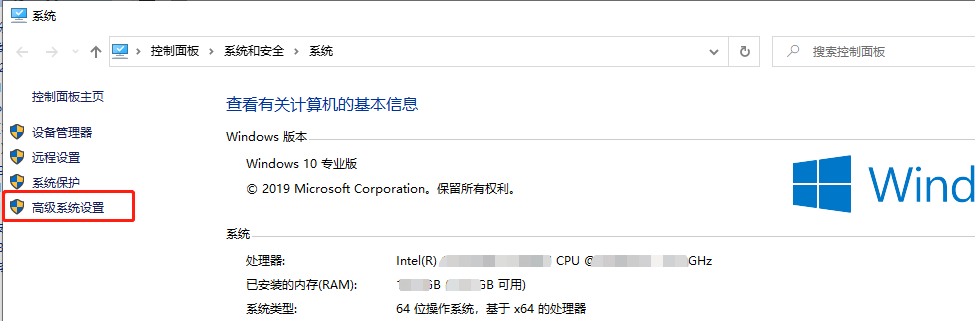 系统
控制面板 系统和安全 系统
搜索控制面板
控制面板主页
设备管理器
远程设置
系统保护
高级系统设置
查看有关计算机的基本信息
Windows 版本
Windows 10 专业版
© 2019 Microsoft Corporation。保留所有权利。
Wind
系统
处理器: Intel(R) CPU @ GHz
已安装的内存(RAM): GB GB 可用)
系统类型: 64 位操作系统，基于 x64 的处理器